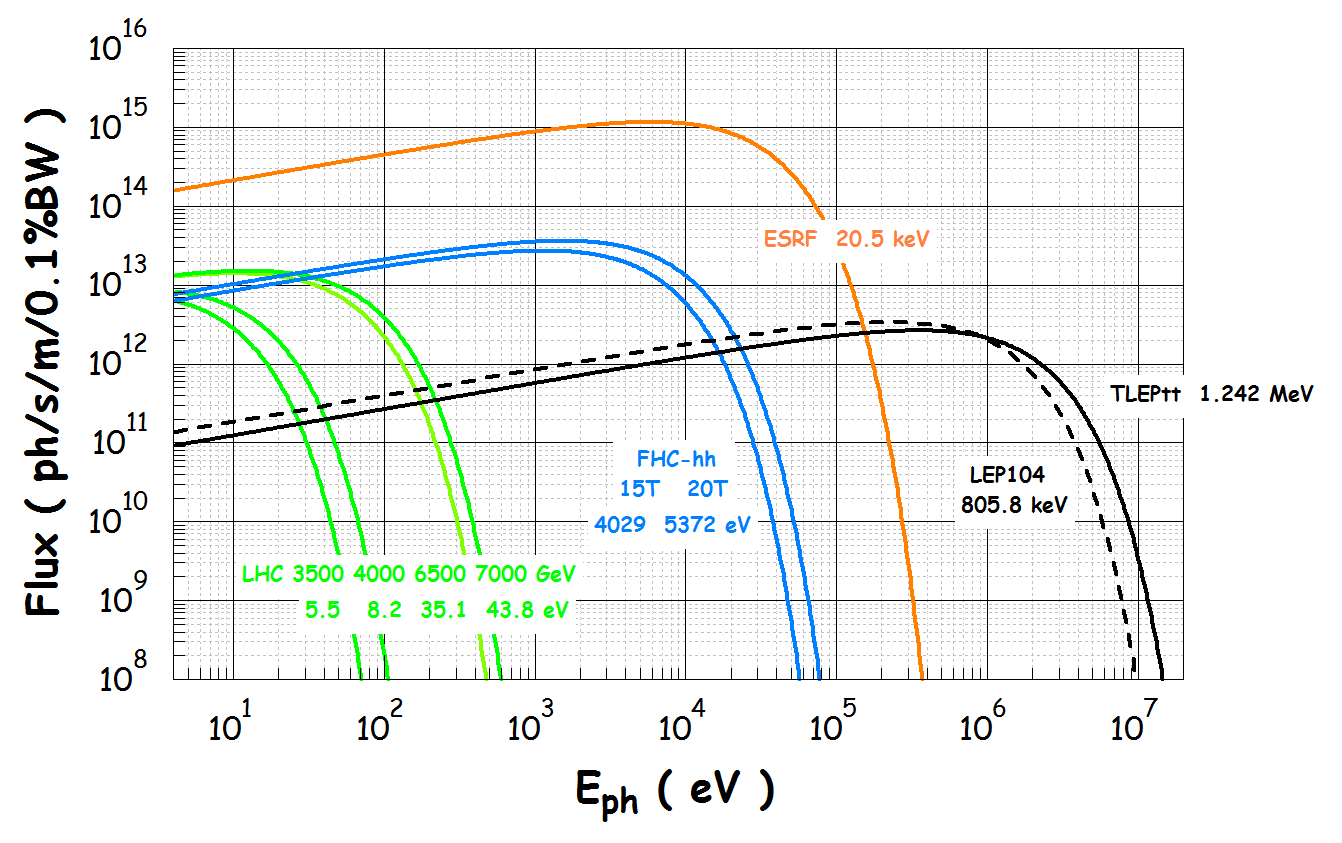 10^16
10^15
10^14
10^13
10^12
10^11
10^10
10^9
10^8
Flux ( ph/s/m/0.1%BW )
ESRF 20.5 keV
TLEPtt 1.242 MeV
FHC-hh
15T 20T
4029 5372 eV
LEP104
805.8 keV
LHC 3500 4000 6500 7000 GeV
5.5 8.2 35.1 43.8 eV
10^1 10^2 10^3 10^4 10^5 10^6 10^7
E_ph ( eV )